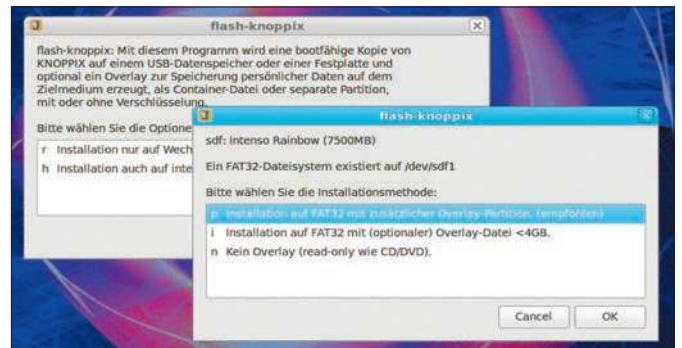 flash-knoppix
flash-knoppix: Mit diesem Programm wird eine bootfähige Kopie von
KNOPPIX auf einem USB-Datenspeicher oder einer Festplatte und
optional ein Overlay zur Speicherung persönlicher Daten auf dem
Zielmedium erzeugt, als Container-Datei oder separate Partition,
mit oder ohne Verschlüsselung.
Bitte wählen Sie die Optione
r Installation nur auf Wech
h Installation auch auf inte
flash-knoppix
sdf: Intenso Rainbow (7500MB)
Ein FAT32-Dateisystem existiert auf /dev/sdf1
Bitte wählen Sie die Installationsmethode:
p Installation auf FAT32 mit zusätzlicher Overlay-Partition. (empfohlen)
i Installation auf FAT32 mit (optionaler) Overlay-Datei <4GB.
n Kein Overlay (read-only wie CD/DVD).
Cancel OK